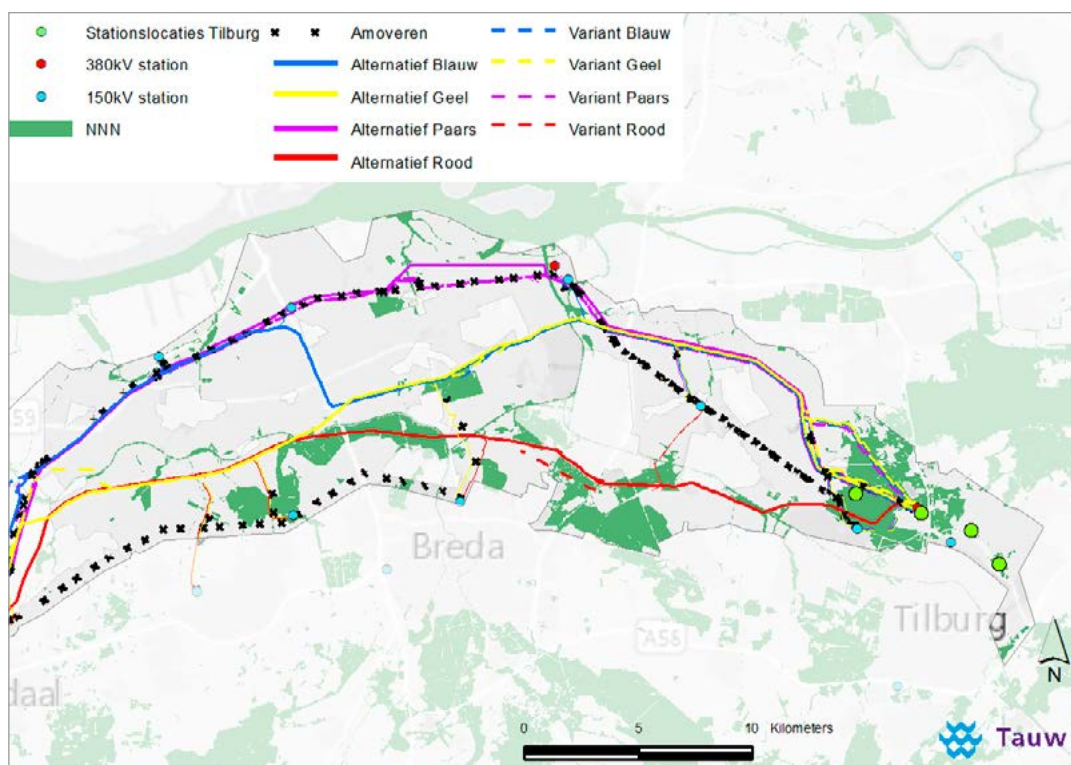 Stationslocaties Tilburg
Amoveren
Variant Blauw
380kV station
Alternatief Blauw
Variant Geel
150kV station
Alternatief Geel
Variant Paars
NNN
Alternatief Paars
Variant Rood
Alternatief Rood
59
Breda
Tilburg
A58
daal
N
0 5 10 Kilometers
Tauw